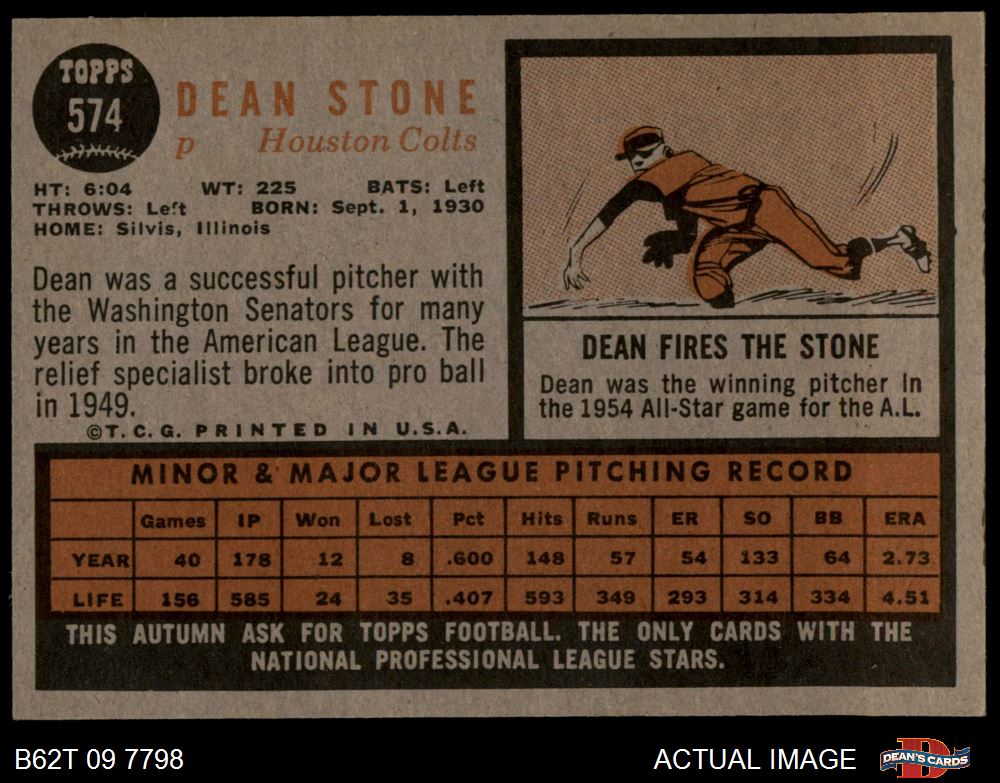 TOPPS
574
DEAN STONE
p Houston Colts
HT: 6:04 WT: 225 BATS: Left
THROWS: Left BORN: Sept. 1, 1930
HOME: Silvis, Illinois
Dean was a successful pitcher with
the Washington Senators for many
years in the American League. The
relief specialist broke into pro ball
in 1949.
©T. C. G. PRINTED IN U.S.A.
DEAN FIRES THE STONE
Dean was the winning pitcher in
the 1954 All-Star game for the A.L.
MINOR & MAJOR LEAGUE PITCHING RECORD
Games IP Won Lost Pct Hits Runs ER SO BB ERA
YEAR 40 178 12 8 .600 148 57 54 133 64 2.73
LIFE 156 585 24 35 .407 593 349 293 314 334 4.51
THIS AUTUMN ASK FOR TOPPS FOOTBALL. THE ONLY CARDS WITH THE
NATIONAL PROFESSIONAL LEAGUE STARS.
B62T 09 7798 ACTUAL IMAGE DEAN'S CARDS